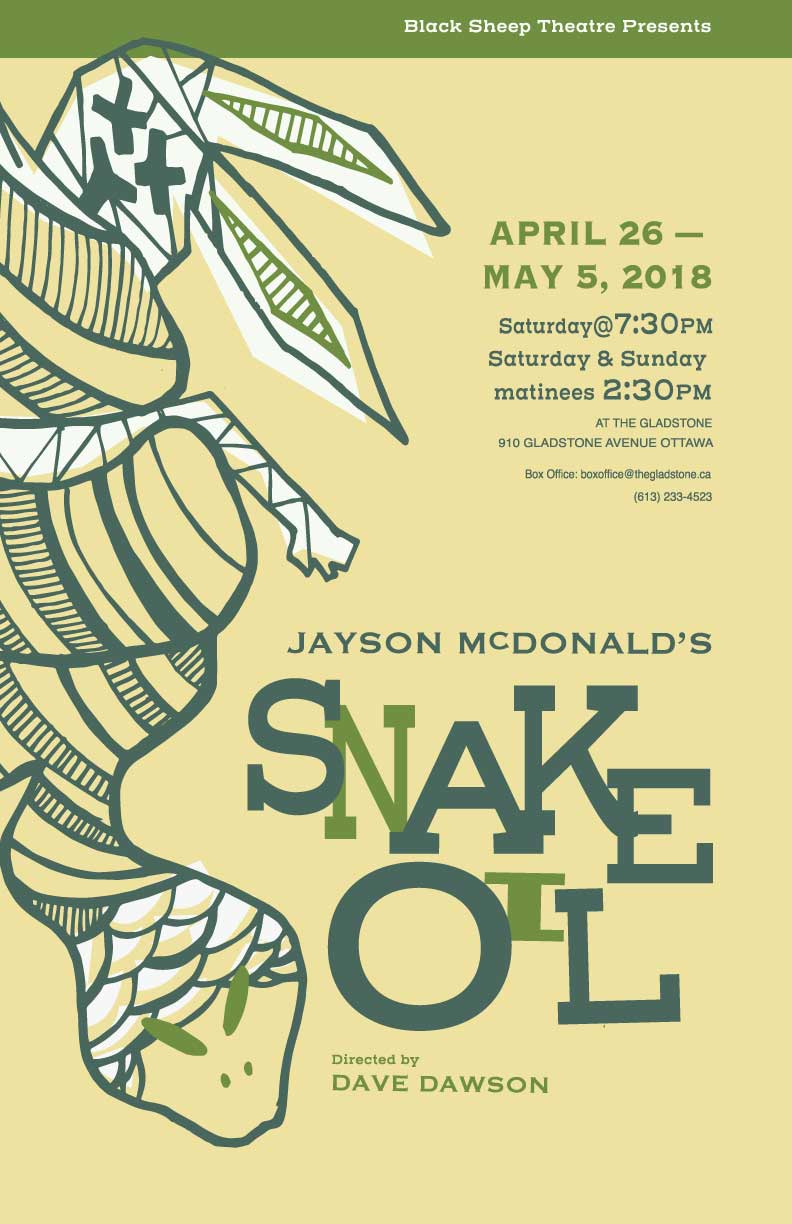 Black Sheep Theatre Presents
APRIL 26 —
MAY 5, 2018
Saturday@7:30PM
Saturday & Sunday
matinees 2:30PM
AT THE GLADSTONE
910 GLADSTONE AVENUE OTTAWA
Box Office: boxoffice@thegladstone.ca
(613) 233-4523
JAYSON McDONALD'S
SNAKE
OIL
Directed by
DAVE DAWSON